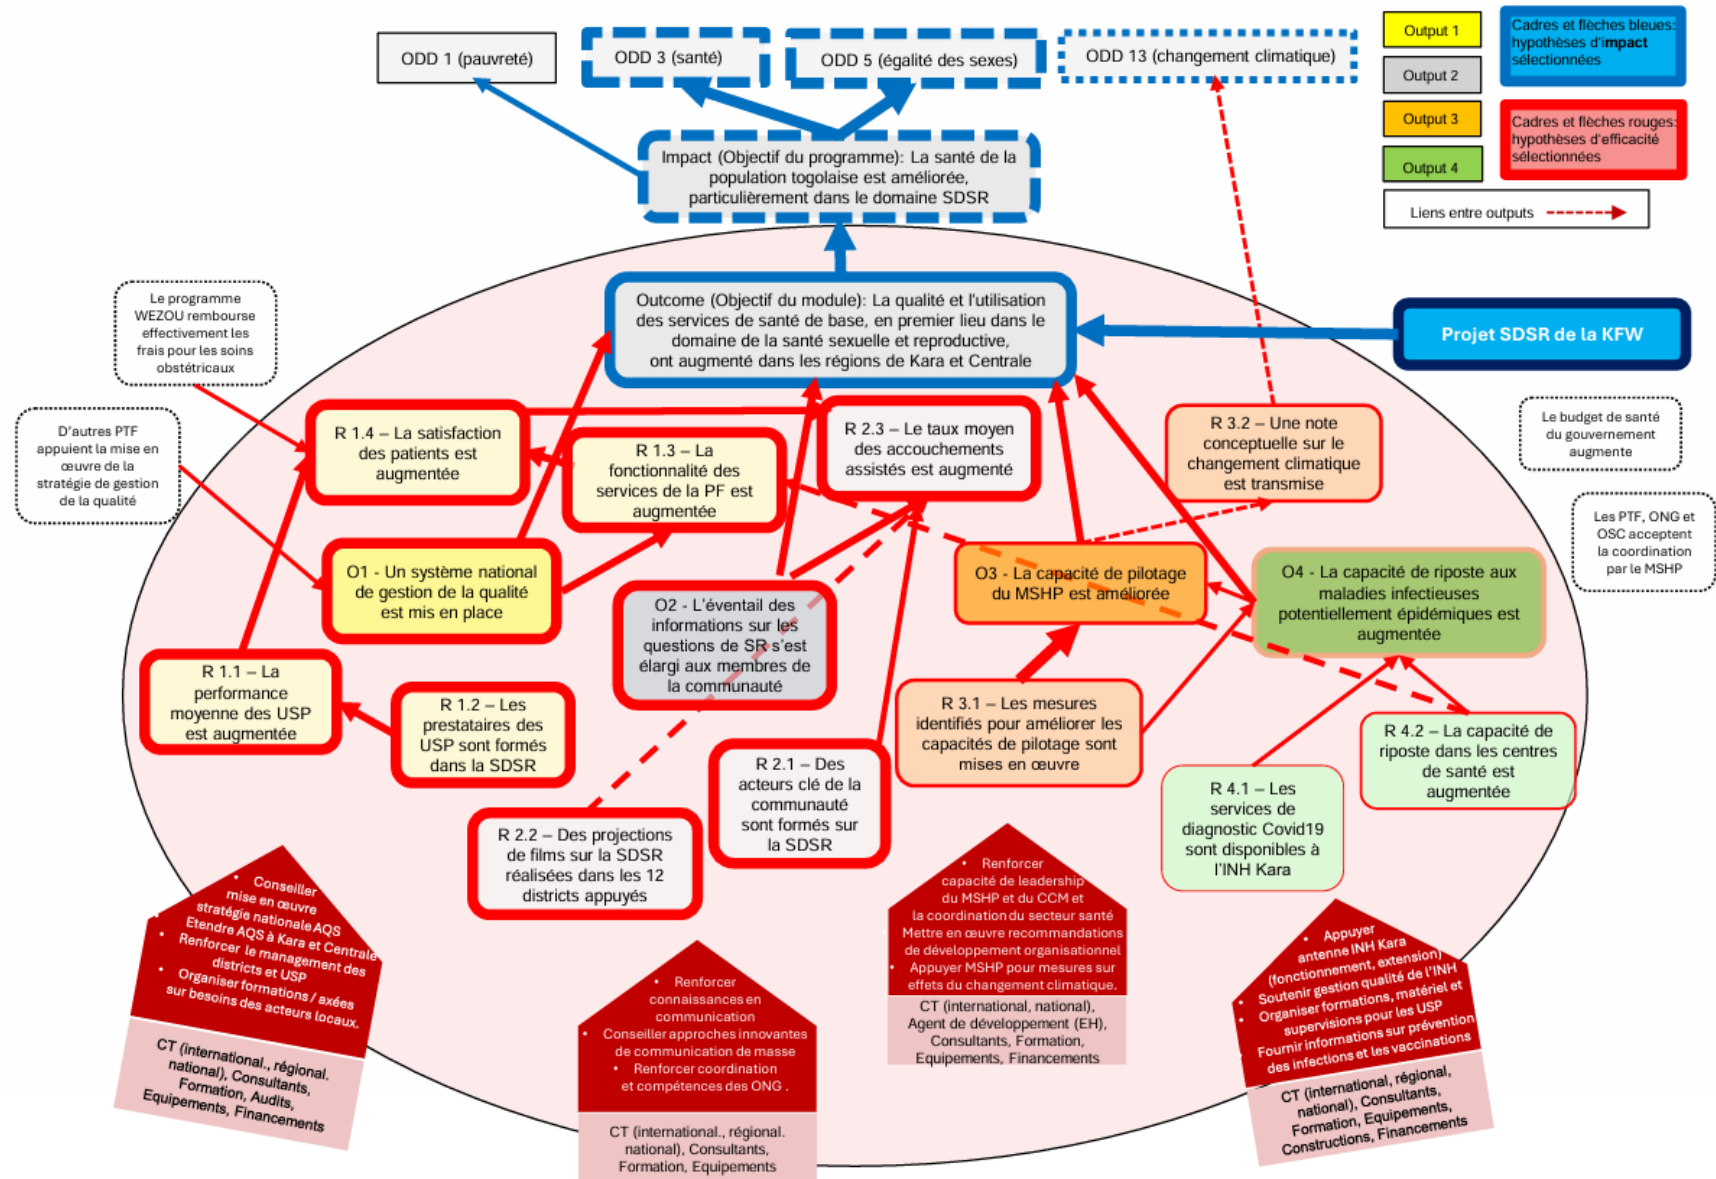 ODD 1 (pauvreté)
ODD 3 (santé)
ODD 5 (égalité des sexes)
ODD 13 (changement climatique)
Output 1
Output 2
Output 3
Output 4
Cadres et flèches bleues:
hypothèses d'impact
sélectionnées
Cadres et flèches rouges:
hypothèses d'efficacité
sélectionnées
Liens entre outputs
Impact (Objectif du programme): La santé de la
population togolaise est améliorée,
particulièrement dans le domaine SDSR
Outcome (Objectif du module): La qualité et l'utilisation
des services de santé de base, en premier lieu dans le
domaine de la santé sexuelle et reproductive,
ont augmenté dans les régions de Kara et Centrale
Projet SDSR de la KFW
Le programme
WEZOU rembourse
effectivement les
frais pour les soins
obstétricaux
D'autres PTF
appuient la mise en
œuvre de la
stratégie de gestion
de la qualité
Le budget de santé
du gouvernement
augmente
Les PTF, ONG et
OSC acceptent
la coordination
par le MSHP
R 1.4 – La satisfaction
des patients est
augmentée
R 1.3 – La
fonctionnalité des
services de la PF est
augmentée
R 2.3 – Le taux moyen
des accouchements
assistés est augmenté
R 3.2 – Une note
conceptuelle sur le
changement climatique
est transmise
O1 - Un système national
de gestion de la qualité
est mis en place
O2 - L'éventail des
informations sur les
questions de SR s'est
élargi aux membres de
la communauté
O3 - La capacité de pilotage
du MSHP est améliorée
O4 - La capacité de riposte aux
maladies infectieuses
potentiellement épidémiques est
augmentée
R 1.1 – La
performance
moyenne des USP
est augmentée
R 1.2 – Les
prestataires des
USP sont formés
dans la SDSR
R 2.2 – Des projections
de films sur la SDSR
réalisées dans les 12
districts appuyés
R 2.1 – Des
acteurs clé de la
communauté
sont formés sur
la SDSR
R 3.1 – Les mesures
identifiés pour améliorer les
capacités de pilotage sont
mises en œuvre
R 4.1 – Les
services de
diagnostic Covid19
sont disponibles à
l'INH Kara
R 4.2 – La capacité de
riposte dans les centres
de santé est
augmentée
• Conseiller
mise en œuvre
stratégie nationale AQS
• Etendre AQS à Kara et Centrale
• Renforcer le management des
districts et USP
• Organiser formations / axées
sur besoins des acteurs locaux.
CT (international., régional.
national), Consultants,
Formation, Audits,
Equipements, Financements
• Renforcer
connaissances en
communication
• Conseiller approches innovantes
de communication de masse
• Renforcer coordination
et compétences des ONG .
CT (international., régional.
national), Consultants,
Formation, Equipements
• Renforcer
capacité de leadership
du MSHP et du CCM et
la coordination du secteur santé
Mettre en œuvre recommandations
de développement organisationnel
• Appuyer MSHP pour mesures sur
effets du changement climatique.
CT (international, national),
Agent de développement (EH),
Consultants, Formation,
Equipements, Financements
• Appuyer
antenne INH Kara
(fonctionnement, extension)
• Soutenir gestion qualité de l'INH
• Organiser formations, matériel et
supervisions pour les USP
• Fournir informations sur prévention
des infections et les vaccinations
CT (international, régional,
national), Consultants,
Formation, Equipements,
Constructions, Financements